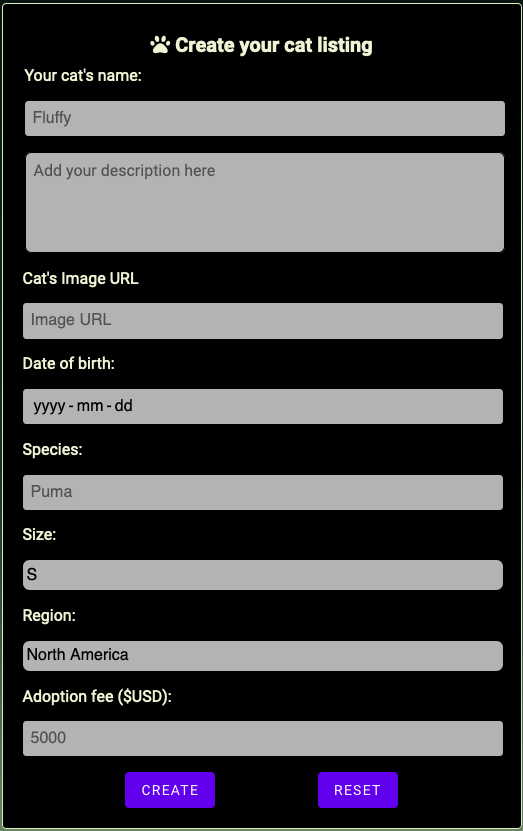 Create your cat listing
Your cat's name:
Fluffy
Add your description here
Cat's Image URL
Image URL
Date of birth:
yyyy-mm-dd
Species:
Puma
Size:
S
Region:
North America
Adoption fee ($USD):
5000
CREATE RESET